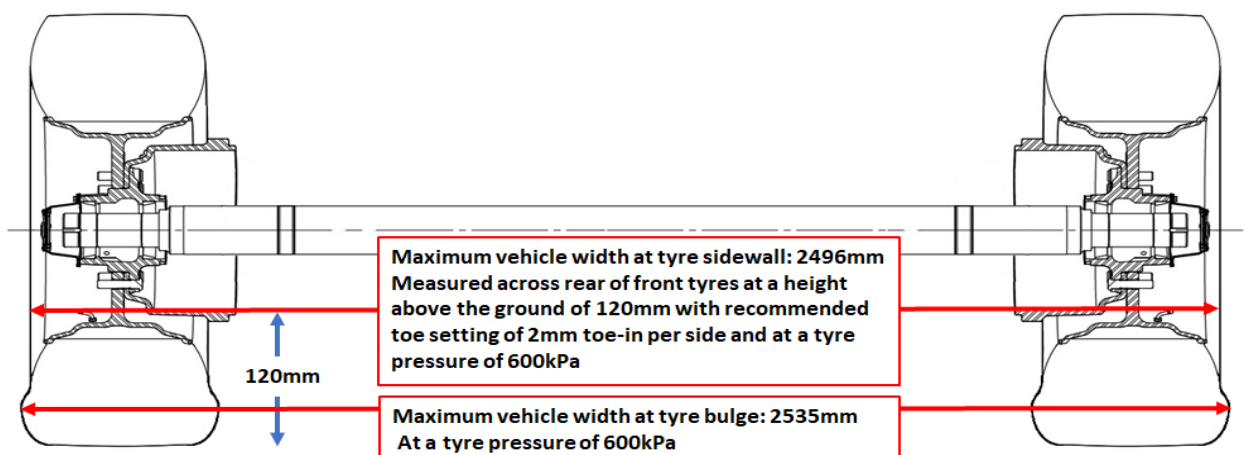 Maximum vehicle width at tyre sidewall: 2496mm
Measured across rear of front tyres at a height
above the ground of 120mm with recommended
toe setting of 2mm toe-in per side and at a tyre
pressure of 600kPa
120mm
Maximum vehicle width at tyre bulge: 2535mm
At a tyre pressure of 600kPa